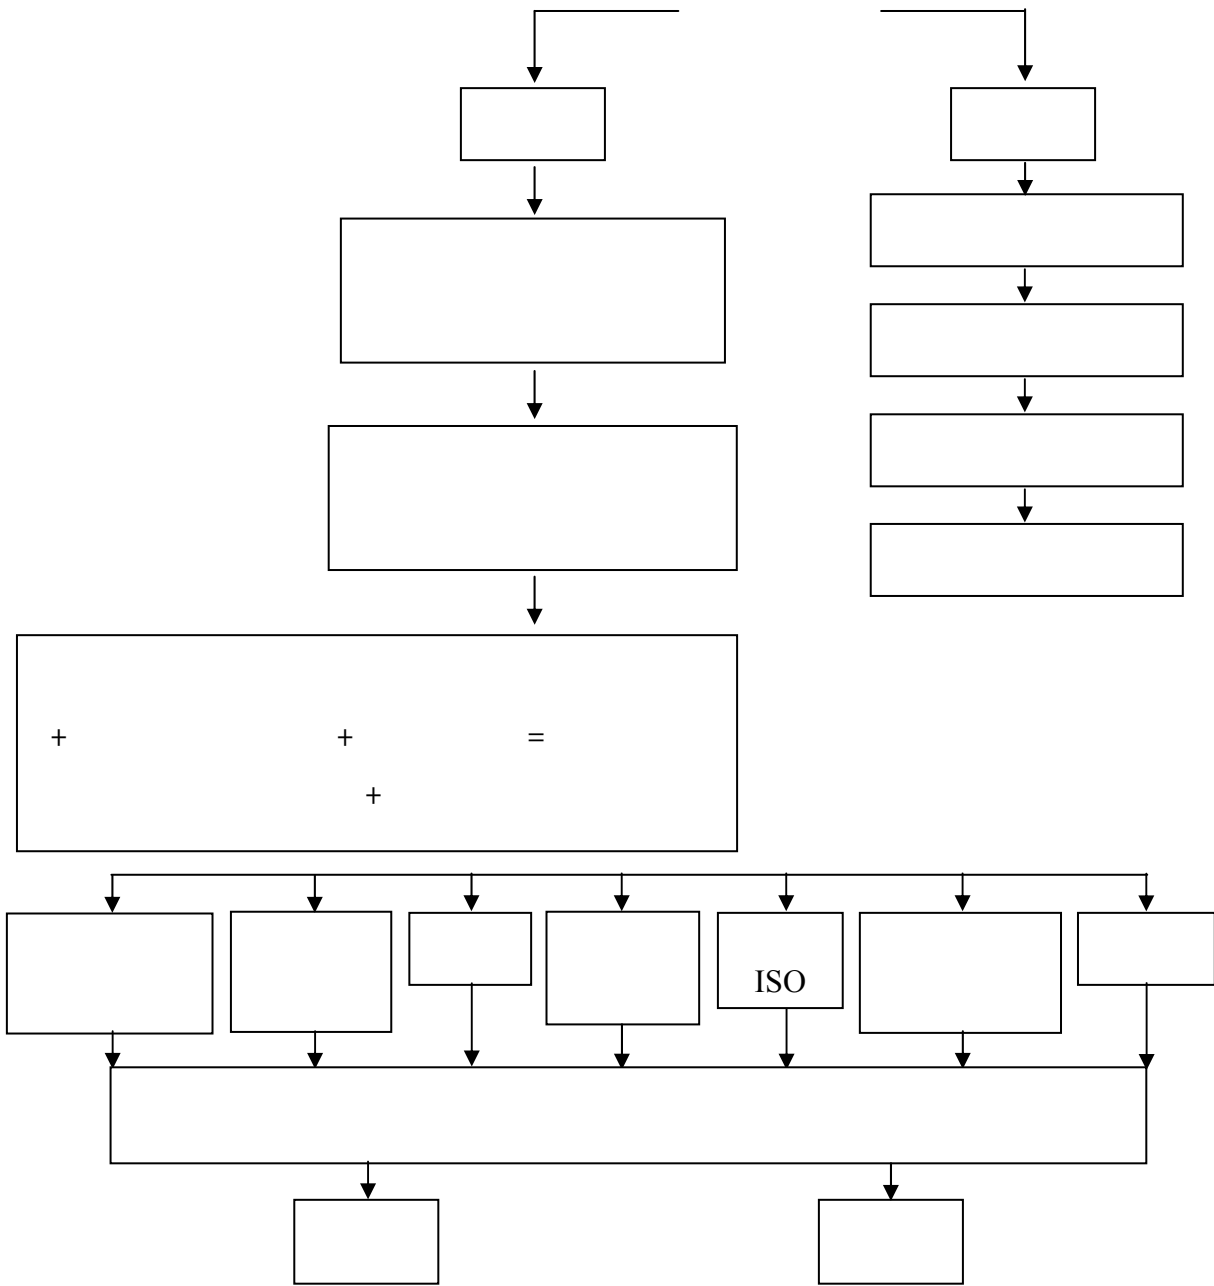 + + =
+
ISO